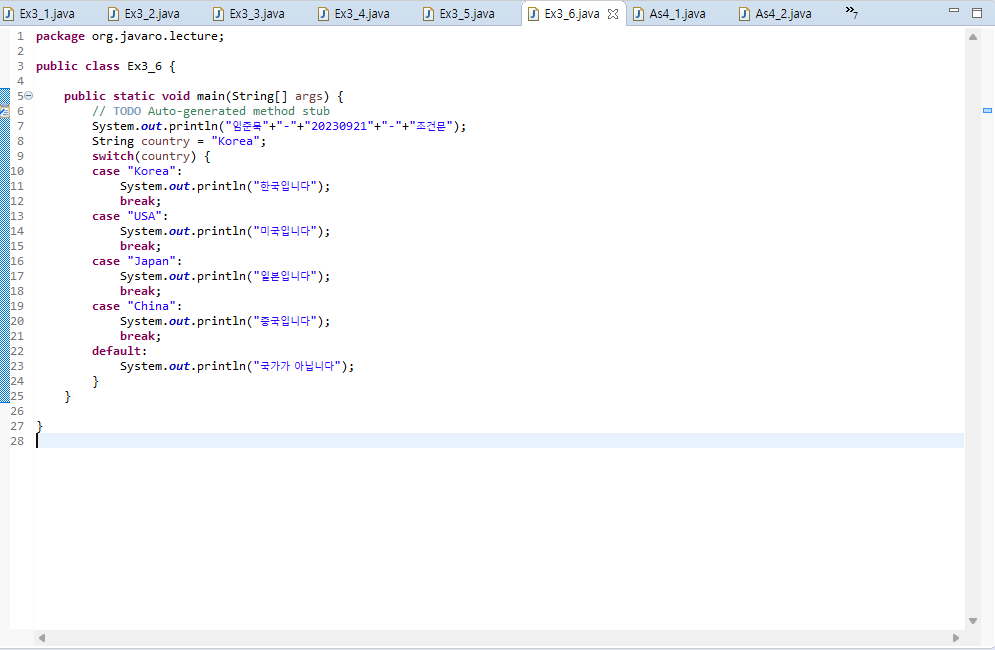 Ex3_1.java Ex3_2.java Ex3_3.java Ex3_4.java Ex3_5.java Ex3_6.java As4_1.java As4_2.java »7
1 package org.javaro.lecture;
2
3 public class Ex3_6 {
4
5 public static void main(String[] args) {
6 // TODO Auto-generated method stub
7 System.out.println("임준묵"+"-"+"20230921"+"-"+"조건문");
8 String country = "Korea";
9 switch(country) {
10 case "Korea":
11 System.out.println("한국입니다");
12 break;
13 case "USA":
14 System.out.println("미국입니다");
15 break;
16 case "Japan":
17 System.out.println("일본입니다");
18 break;
19 case "China":
20 System.out.println("중국입니다");
21 break;
22 default:
23 System.out.println("국가가 아닙니다");
24 }
25 }
26
27 }
28